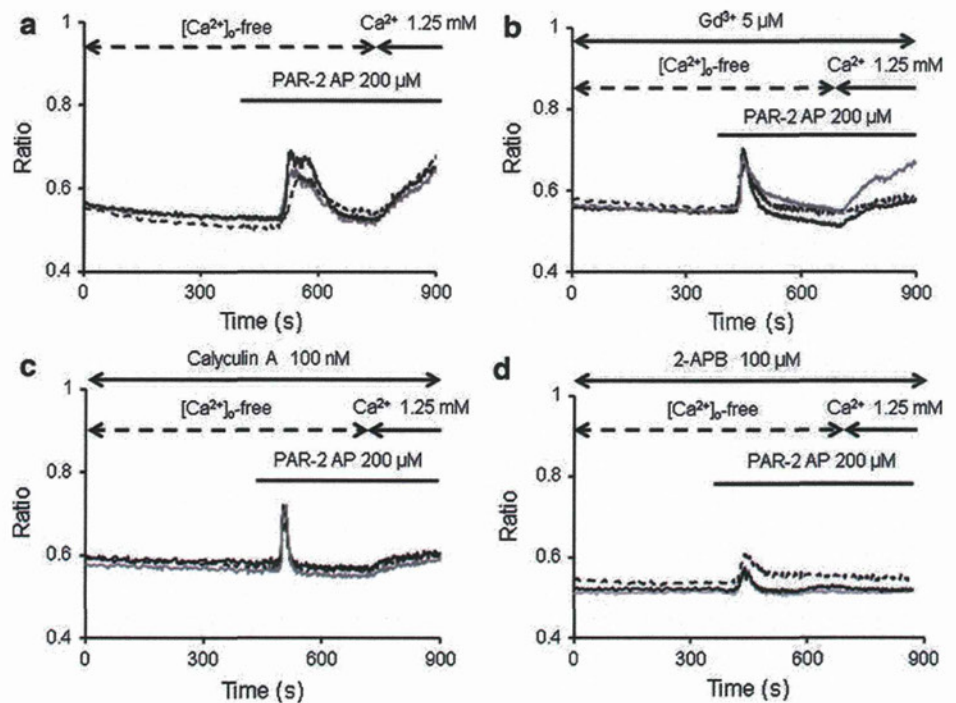 a
[Ca²⁺]ₒ-free
Ca²⁺ 1.25 mM
PAR-2 AP 200 µM
Ratio
1
0.8
0.6
0.4
0
300
600
900
Time (s)
b
Gd³⁺ 5 µM
[Ca²⁺]ₒ-free
Ca²⁺ 1.25 mM
PAR-2 AP 200 µM
Ratio
1
0.8
0.6
0.4
0
300
600
900
Time (s)
c
Calyculin A 100 nM
[Ca²⁺]ₒ-free
Ca²⁺ 1.25 mM
PAR-2 AP 200 µM
Ratio
1
0.8
0.6
0.4
0
300
600
900
Time (s)
d
2-APB 100 µM
[Ca²⁺]ₒ-free
Ca²⁺ 1.25 mM
PAR-2 AP 200 µM
Ratio
1
0.8
0.6
0.4
0
300
600
900
Time (s)